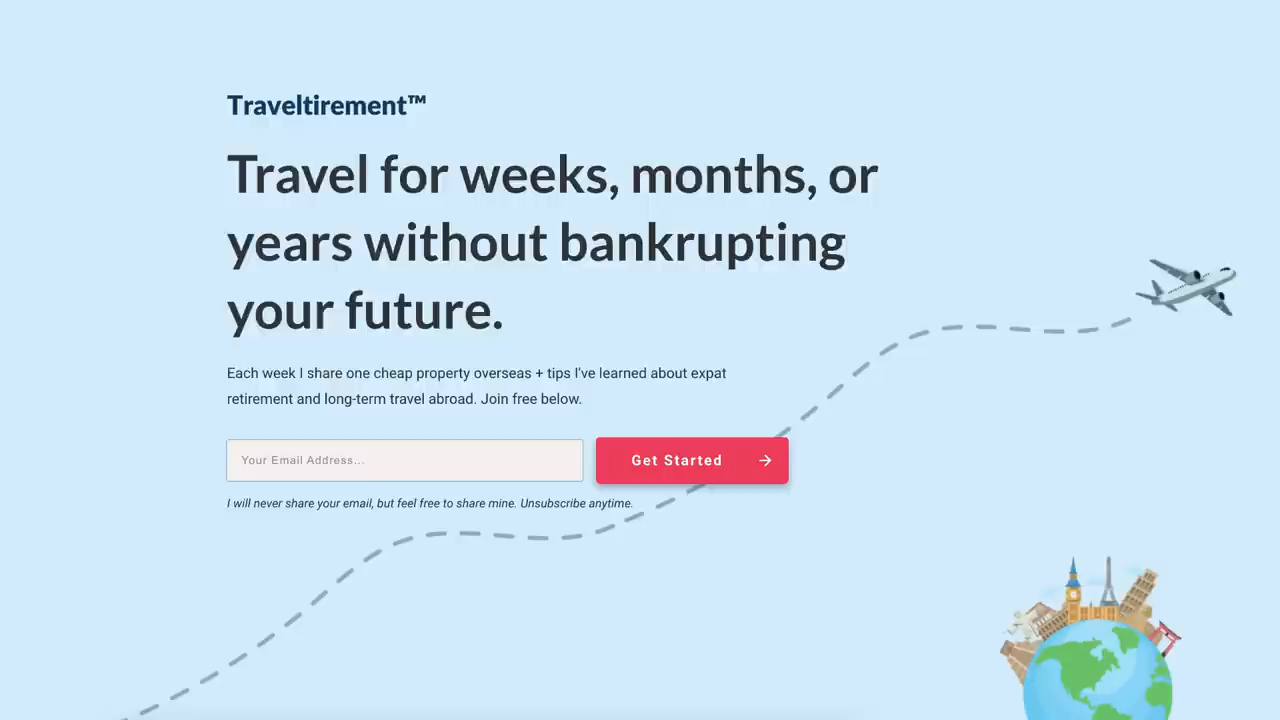 Traveltirement™
Travel for weeks, months, or
years without bankrupting
your future.
Each week I share one cheap property overseas + tips I've learned about expat
retirement and long-term travel abroad. Join free below.
Your Email Address...
Get Started
I will never share your email, but feel free to share mine. Unsubscribe anytime.